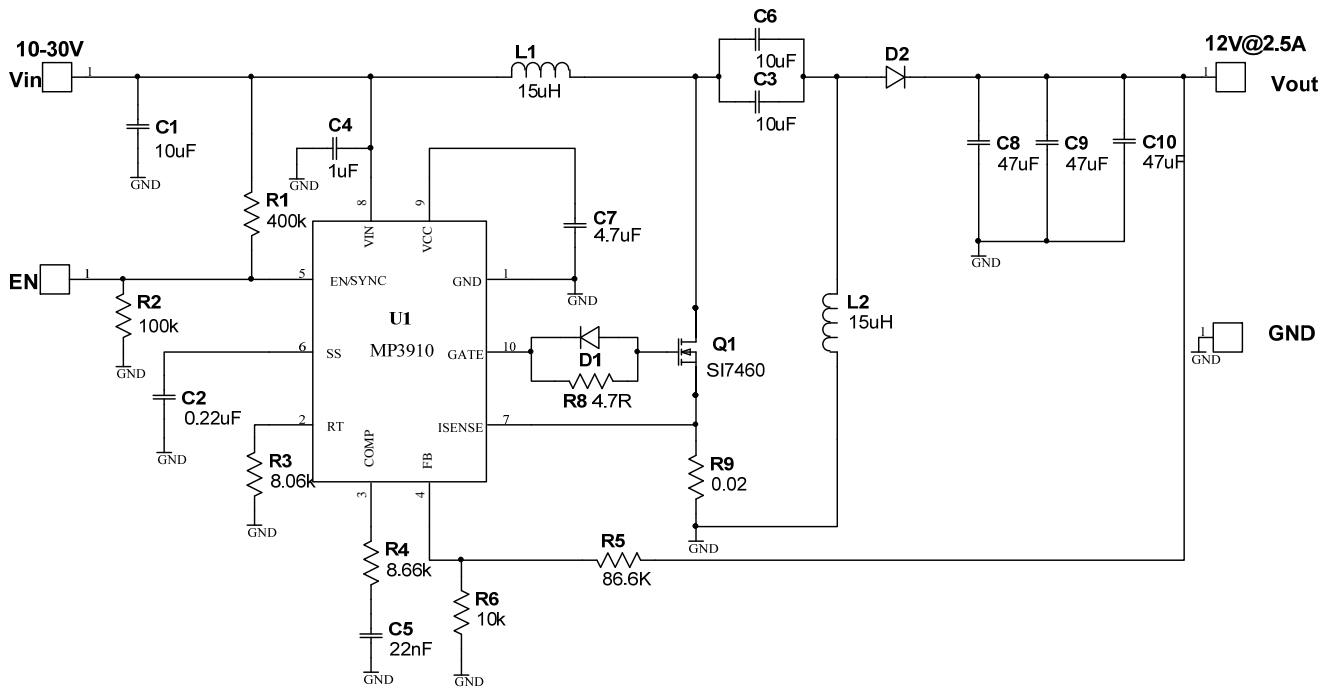 10-30V
Vin
1
C1
10uF
GND
C4
1uF
GND
R1
400k
L1
15uH
C6
10uF
C3
10uF
D2
12V@2.5A
1
Vout
C8
47uF
C9
47uF
C10
47uF
GND
C7
4.7uF
GND
EN
1
R2
100k
GND
C2
0.22uF
GND
R3
8.06k
GND
8
VIN
9
VCC
5
EN/SYNC
GND
1
U1
MP3910
6
SS
GATE
10
2
RT
ISENSE
7
COMP
3
FB
4
D1
R8 4.7R
Q1
SI7460
L2
15uH
1
GND
GND
R9
0.02
GND
R4
8.66k
C5
22nF
GND
R5
86.6K
R6
10k
GND